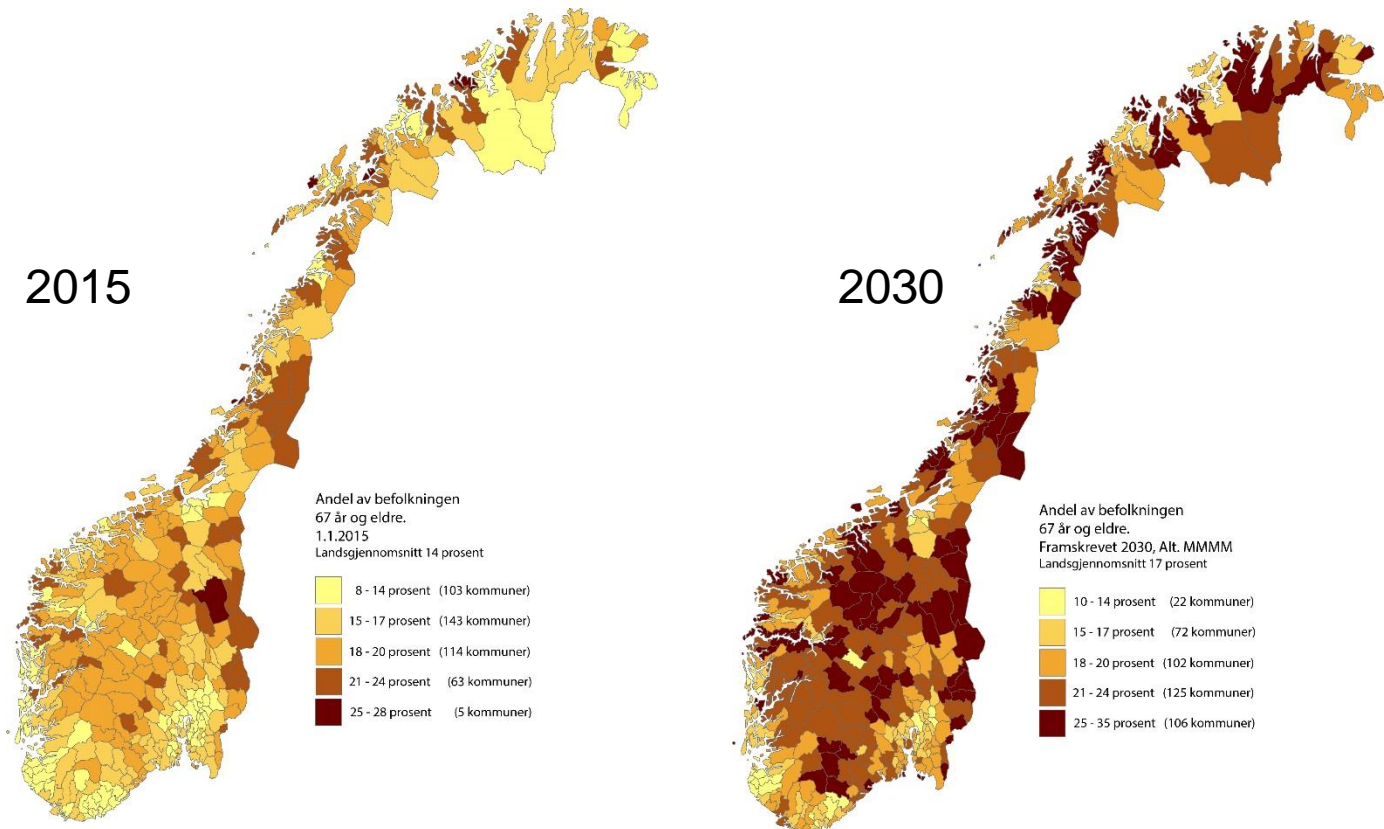 2015
Andel av befolkningen
67 år og eldre.
1.1.2015
Landsgjennomsnitt 14 prosent
8 - 14 prosent (103 kommuner)
15 - 17 prosent (143 kommuner)
18 - 20 prosent (114 kommuner)
21 - 24 prosent (63 kommuner)
25 - 28 prosent (5 kommuner)
2030
Andel av befolkningen
67 år og eldre.
Framskrevet 2030, Alt. MMMM
Landsgjennomsnitt 17 prosent
10 - 14 prosent (22 kommuner)
15 - 17 prosent (72 kommuner)
18 - 20 prosent (102 kommuner)
21 - 24 prosent (125 kommuner)
25 - 35 prosent (106 kommuner)